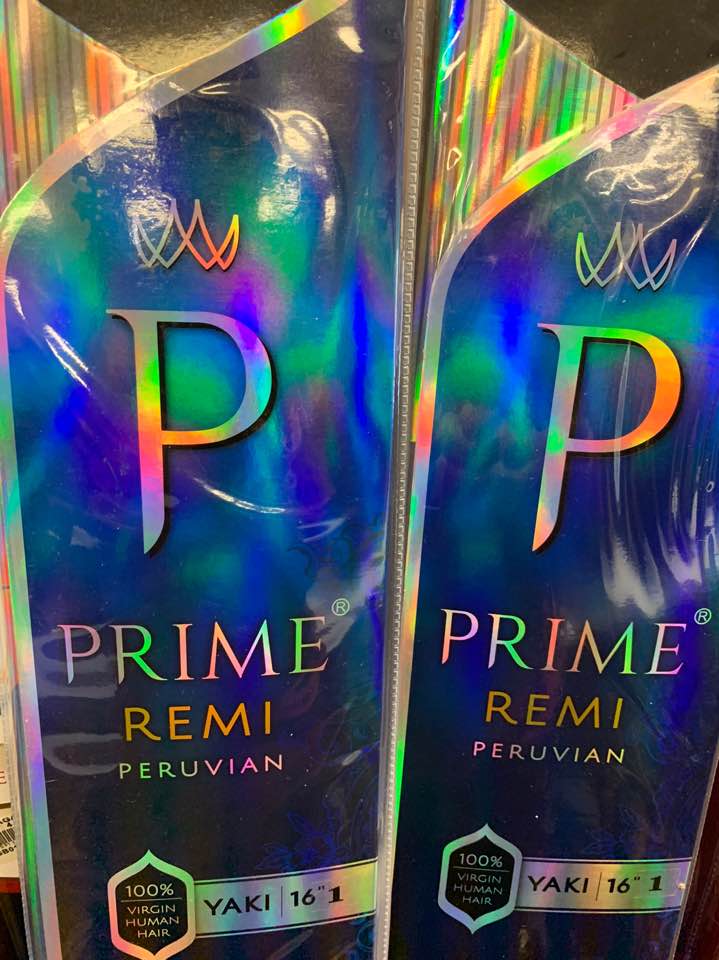 P
PRIME®
REMI
PERUVIAN
100%
VIRGIN
HUMAN
HAIR
YAKI | 16" 1
P
PRIME®
REMI
PERUVIAN
100%
VIRGIN
HUMAN
HAIR
YAKI | 16" 1